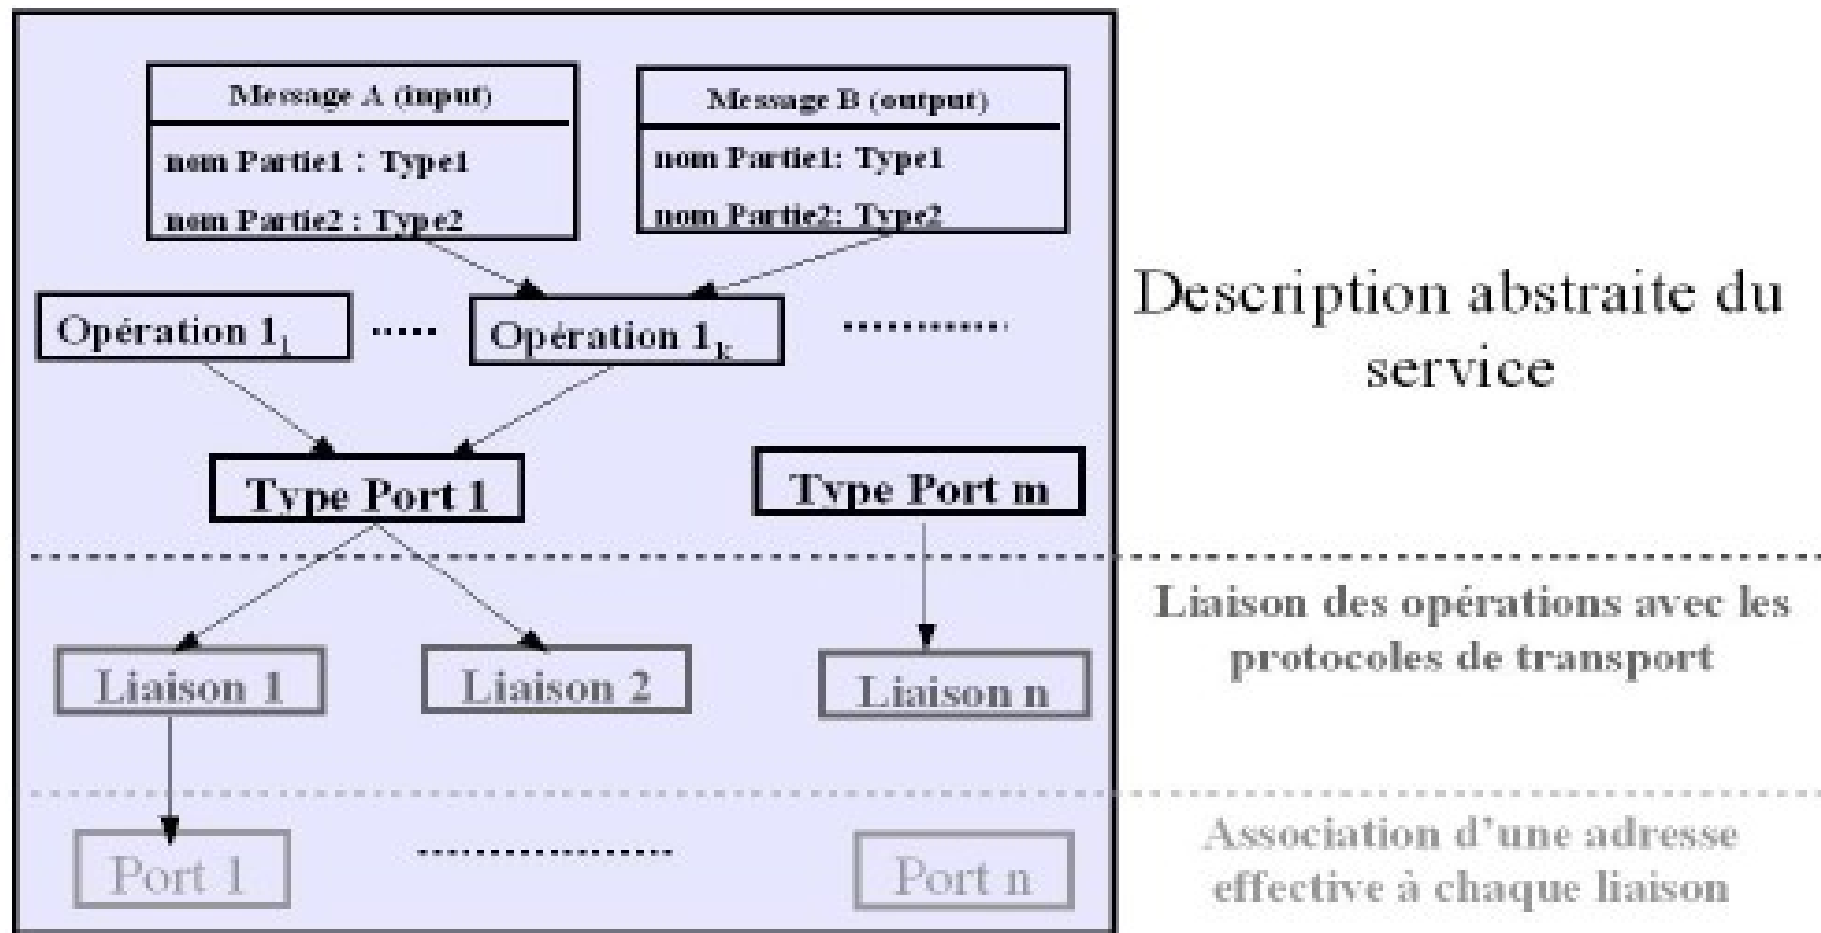 Message A (input)
nom Partie1 : Type1
nom Partie2 : Type2
Message B (output)
nom Partie1: Type1
nom Partie2: Type2
Opération 1
Opération 1k
Description abstraite du
service
Type Port 1
Type Port m
Liaison des opérations avec les
protocoles de transport
Liaison 1
Liaison 2
Liaison n
Association d’une adresse
effective à chaque liaison
Port 1
Port n